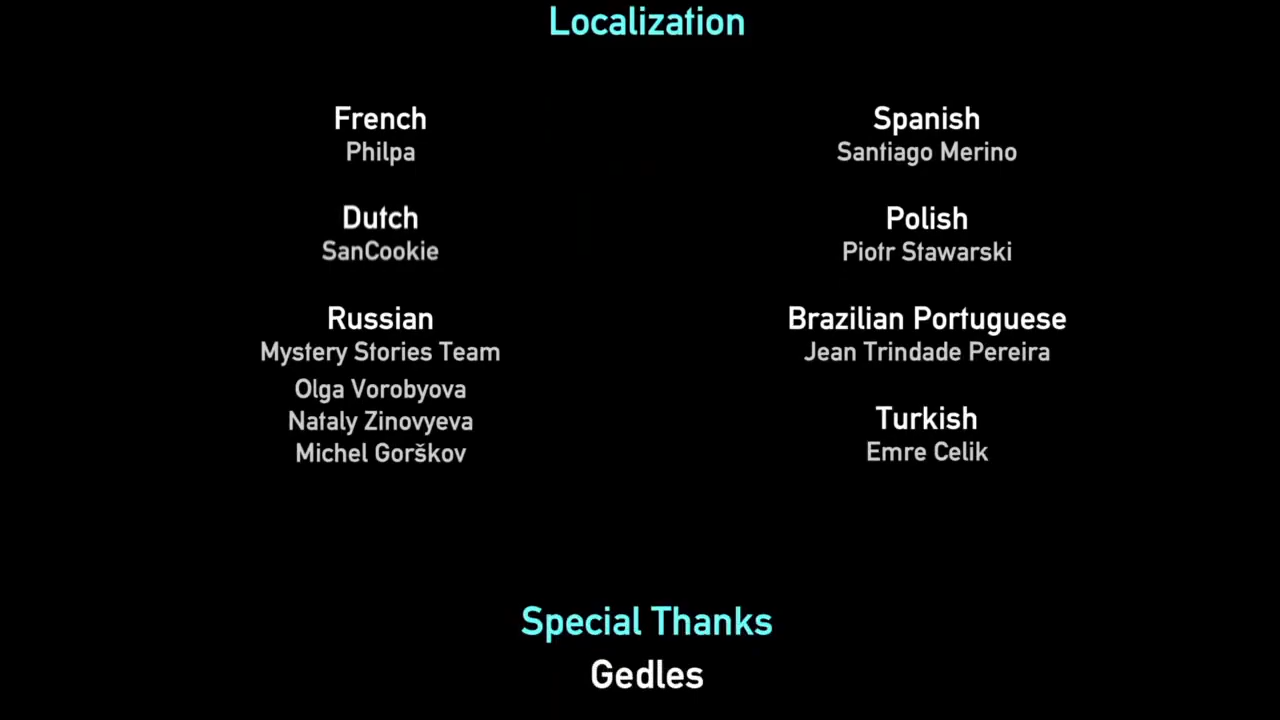 Localization
French
Philpa
Dutch
SanCookie
Russian
Mystery Stories Team
Olga Vorobyova
Nataly Zinovyeva
Michel Gorškov
Spanish
Santiago Merino
Polish
Piotr Stawarski
Brazilian Portuguese
Jean Trindade Pereira
Turkish
Emre Celik
Special Thanks
Gedles